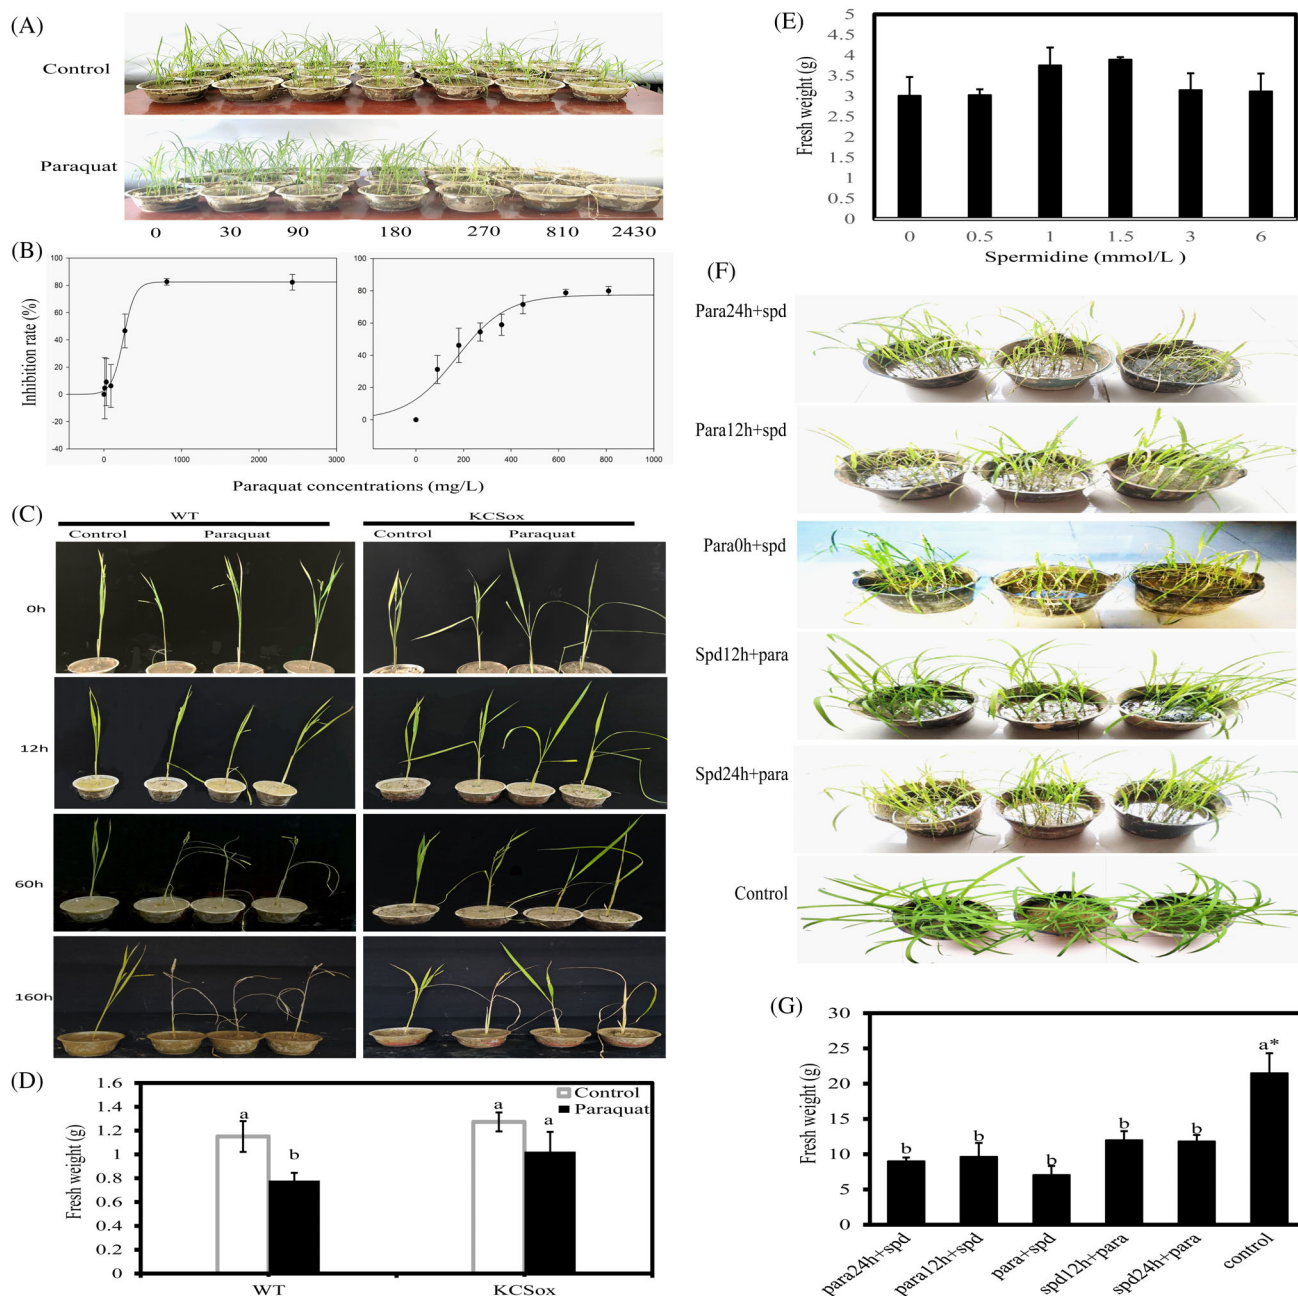 (A)
Control
Paraquat
0 30 90 180 270 810 2430
(B)
Inhibition rate (%)
100
80
60
40
20
0
-20
-40
0 1000 2000 3000
100
80
60
40
20
0
0 200 400 600 800 1000
Paraquat concentrations (mg/L)
(C)
WT KCSox
Control Paraquat Control Paraquat
0h
12h
60h
160h
(D)
Fresh weight (g)
1.6
1.4
1.2
1
0.8
0.6
0.4
0.2
0
Control
Paraquat
a b a a
WT KCSox
(E)
Fresh weight (g)
5
4.5
4
3.5
3
2.5
2
1.5
1
0.5
0
0 0.5 1 1.5 3 6
Spermidine (mmol/L )
(F)
Para24h+spd
Para12h+spd
Para0h+spd
Spd12h+para
Spd24h+para
Control
(G)
Fresh weight (g)
30
25
20
15
10
5
0
b b b b b a*
para24h+spd para12h+spd para+spd spd12h+para spd24h+para control